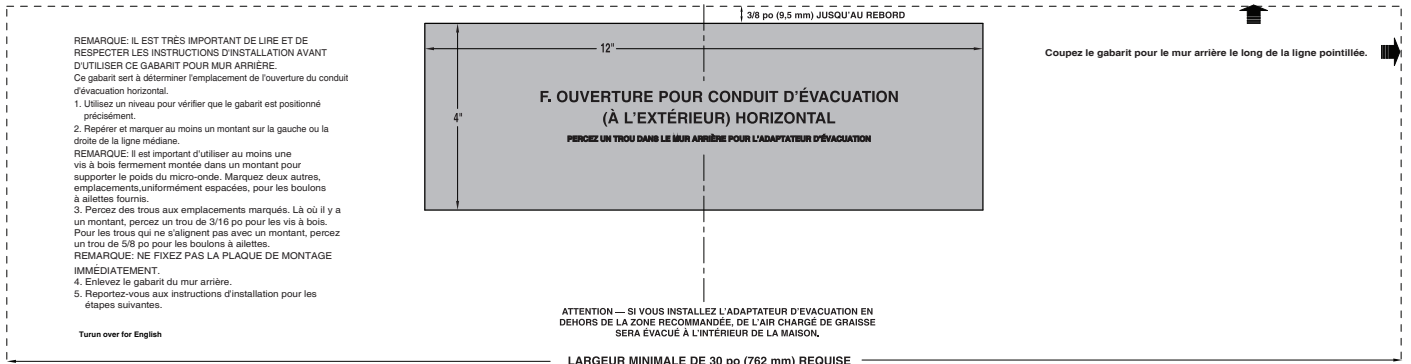 3/8 po (9,5 mm) JUSQU'AU REBORD
REMARQUE: IL EST TRÈS IMPORTANT DE LIRE ET DE
RESPECTER LES INSTRUCTIONS D'INSTALLATION AVANT
D'UTILISER CE GABARIT POUR MUR ARRIÈRE.
Ce gabarit sert à déterminer l'emplacement de l'ouverture du conduit
d'évacuation horizontal.
1. Utilisez un niveau pour vérifier que le gabarit est positionné
précisément.
2. Repérer et marquer au moins un montant sur la gauche ou la
droite de la ligne médiane.
REMARQUE: Il est important d'utiliser au moins une
vis à bois fermement montée dans un montant pour
supporter le poids du micro-onde. Marquez deux autres,
emplacements,uniformément espacées, pour les boulons
à ailettes fournis.
3. Percez des trous aux emplacements marqués. Là où il y a
un montant, percez un trou de 3/16 po pour les vis à bois.
Pour les trous qui ne s'alignent pas avec un montant, percez
un trou de 5/8 po pour les boulons à ailettes.
REMARQUE: NE FIXEZ PAS LA PLAQUE DE MONTAGE
IMMÉDIATEMENT.
4. Enlevez le gabarit du mur arrière.
5. Reportez-vous aux instructions d'installation pour les
étapes suivantes.
Turun over for English
12"
4"
F. OUVERTURE POUR CONDUIT D'ÉVACUATION
(À L'EXTÉRIEUR) HORIZONTAL
PERCEZ UN TROU DANS LE MUR ARRIÈRE POUR L'ADAPTATEUR D'ÉVACUATION
Coupez le gabarit pour le mur arrière le long de la ligne pointillée.
ATTENTION — SI VOUS INSTALLEZ L'ADAPTATEUR D'EVACUATION EN
DEHORS DE LA ZONE RECOMMANDÉE, DE L'AIR CHARGÉ DE GRAISSE
SERA ÉVACUÉ À L'INTÉRIEUR DE LA MAISON.
LARGEUR MINIMALE DE 30 po (762 mm) REQUISE